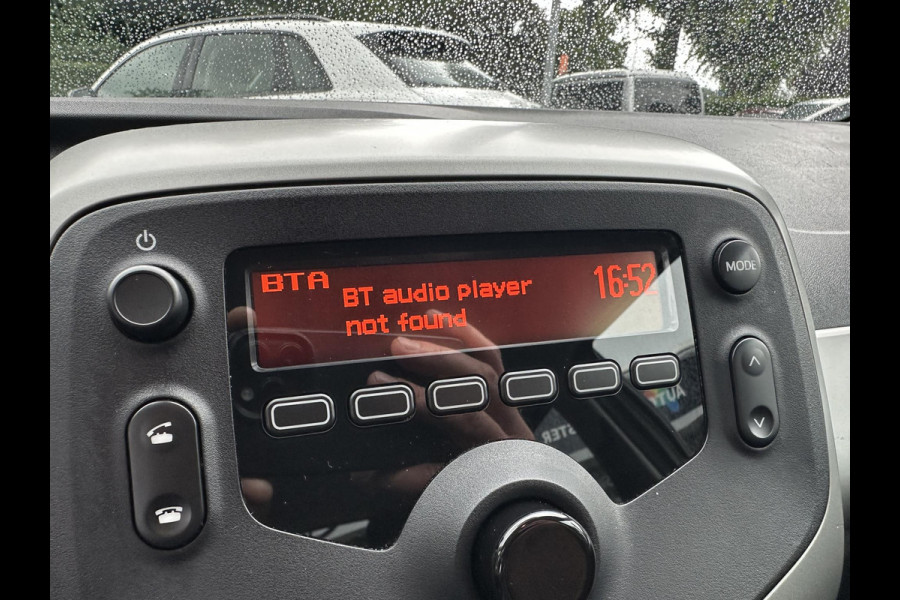 BTA
BT audio player
not found
16:52
MODE